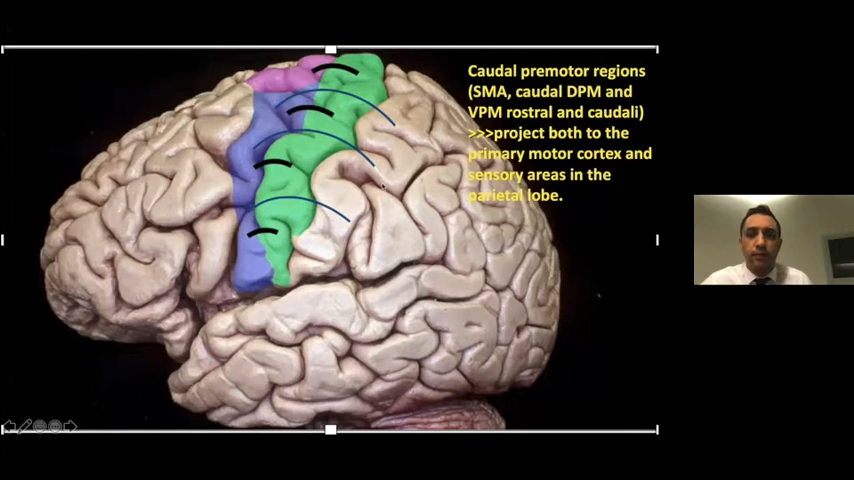 Caudal premotor regions
(SMA, caudal DPM and
VPM rostral and caudali)
>>>project both to the
primary motor cortex and
sensory areas in the
parietal lobe.